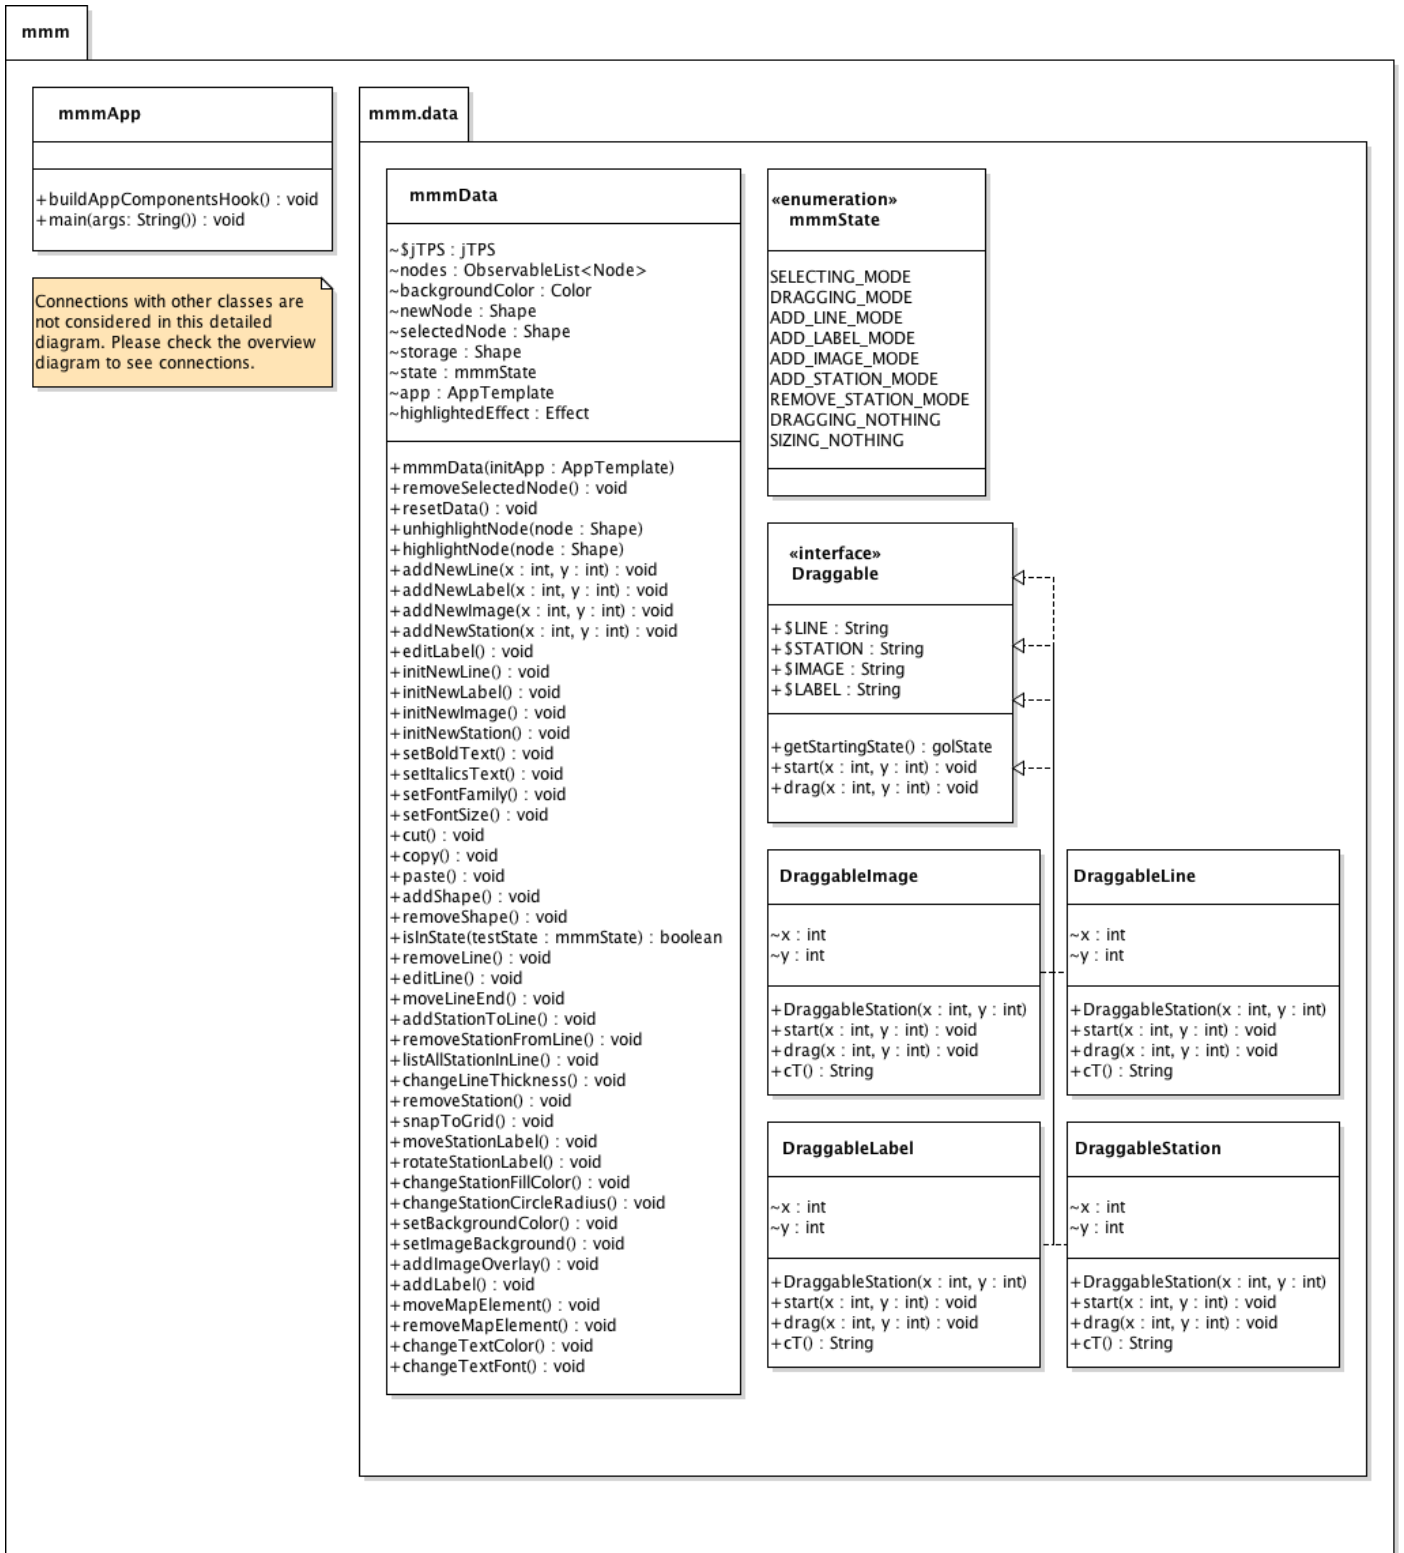 mmm
mmmApp
+buildAppComponentsHook() : void
+main(args: String()) : void
Connections with other classes are
not considered in this detailed
diagram. Please check the overview
diagram to see connections.
mmm.data
mmmData
~$jTPS : jTPS
~nodes : ObservableList<Node>
~backgroundColor : Color
~newNode : Shape
~selectedNode : Shape
~storage : Shape
~state : mmmState
~app : AppTemplate
~highlightedEffect : Effect
+mmmData(initApp : AppTemplate)
+removeSelectedNode() : void
+resetData() : void
+unhighlightNode(node : Shape)
+highlightNode(node : Shape)
+addNewLine(x : int, y : int) : void
+addNewLabel(x : int, y : int) : void
+addNewImage(x : int, y : int) : void
+addNewStation(x : int, y : int) : void
+editLabel() : void
+initNewLine() : void
+initNewLabel() : void
+initNewImage() : void
+initNewStation() : void
+setBoldText() : void
+setItalicsText() : void
+setFontFamily() : void
+setFontSize() : void
+cut() : void
+copy() : void
+paste() : void
+addShape() : void
+removeShape() : void
+isInState(testState : mmmState) : boolean
+removeLine() : void
+editLine() : void
+moveLineEnd() : void
+addStationToLine() : void
+removeStationFromLine() : void
+listAllStationInLine() : void
+changeLineThickness() : void
+removeStation() : void
+snapToGrid() : void
+moveStationLabel() : void
+rotateStationLabel() : void
+changeStationFillColor() : void
+changeStationCircleRadius() : void
+setBackgroundColor() : void
+setImageBackground() : void
+addImageOverlay() : void
+addLabel() : void
+moveMapElement() : void
+removeMapElement() : void
+changeTextColor() : void
+changeTextFont() : void
«enumeration»
mmmState
SELECTING_MODE
DRAGGING_MODE
ADD_LINE_MODE
ADD_LABEL_MODE
ADD_IMAGE_MODE
ADD_STATION_MODE
REMOVE_STATION_MODE
DRAGGING_NOTHING
SIZING_NOTHING
«interface»
Draggable
+$LINE : String
+$STATION : String
+$IMAGE : String
+$LABEL : String
+getStartingState() : golState
+start(x : int, y : int) : void
+drag(x : int, y : int) : void
DraggableImage
~x : int
~y : int
+DraggableStation(x : int, y : int)
+start(x : int, y : int) : void
+drag(x : int, y : int) : void
+cT() : String
DraggableLine
~x : int
~y : int
+DraggableStation(x : int, y : int)
+start(x : int, y : int) : void
+drag(x : int, y : int) : void
+cT() : String
DraggableLabel
~x : int
~y : int
+DraggableStation(x : int, y : int)
+start(x : int, y : int) : void
+drag(x : int, y : int) : void
+cT() : String
DraggableStation
~x : int
~y : int
+DraggableStation(x : int, y : int)
+start(x : int, y : int) : void
+drag(x : int, y : int) : void
+cT() : String